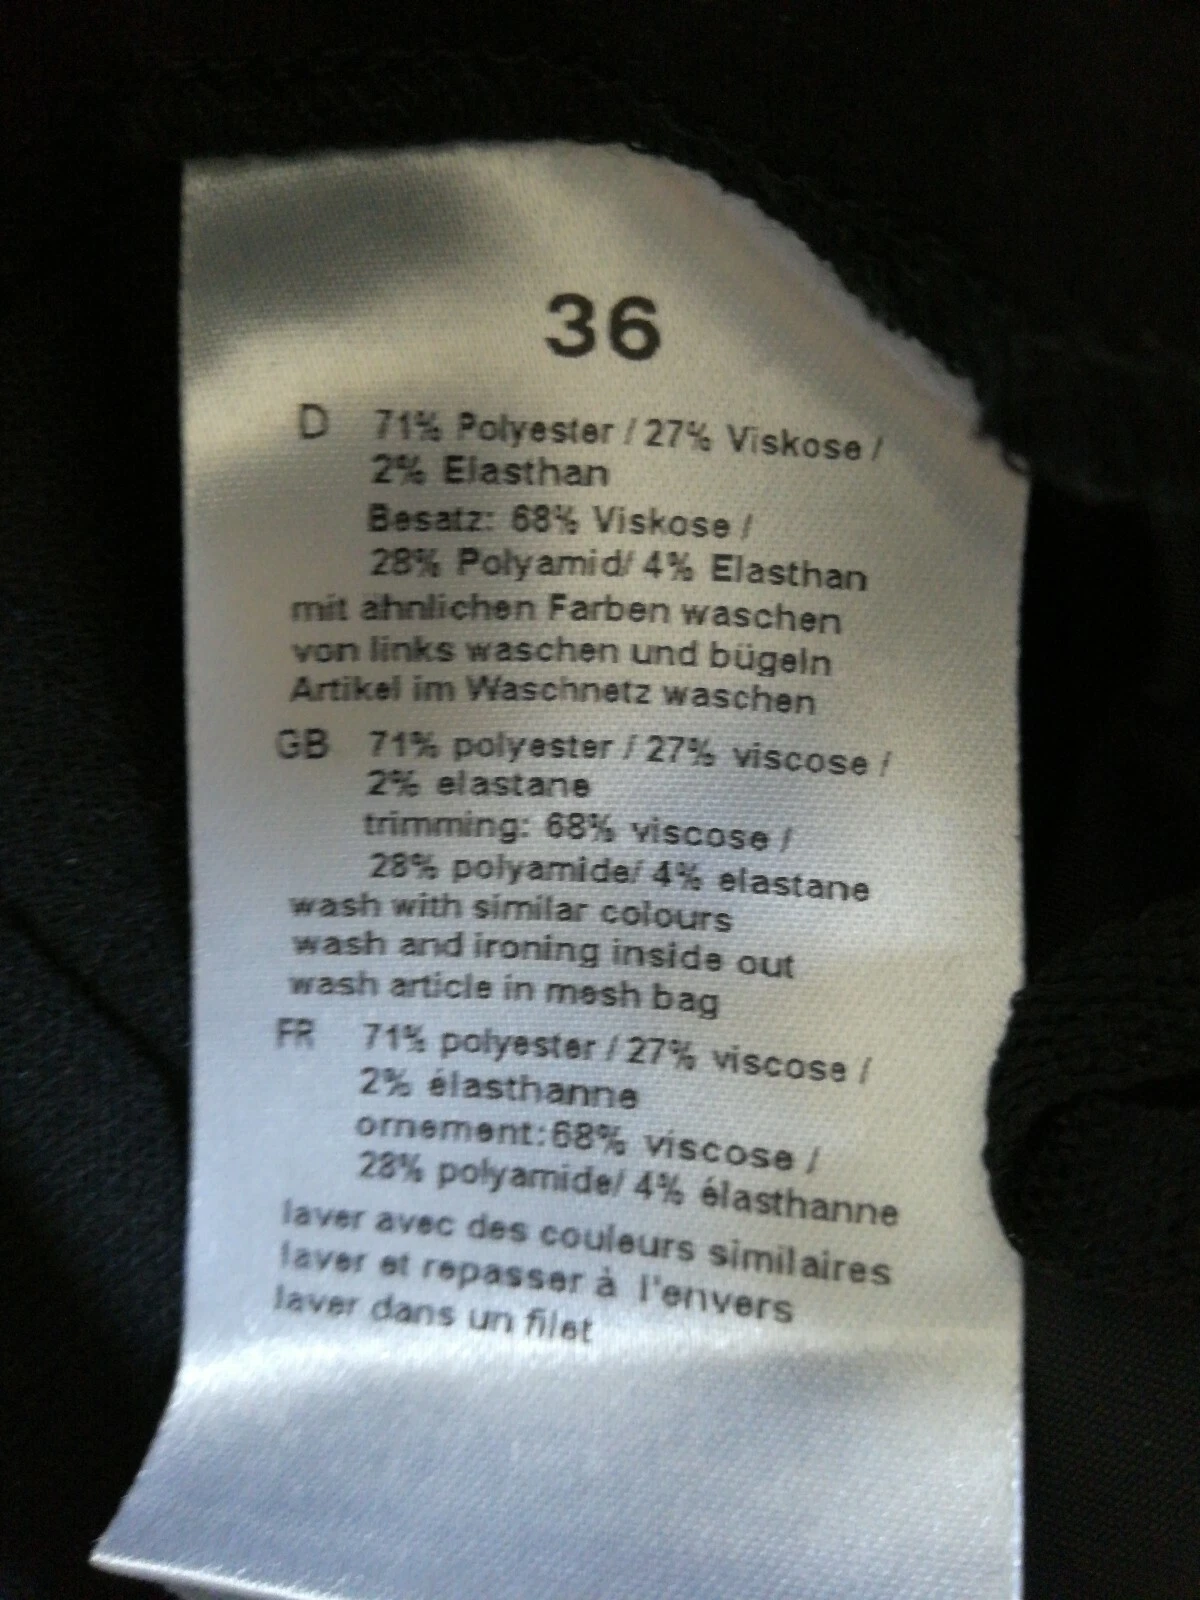 36
D 71% Polyester / 27% Viskose /
2% Elasthan
Besatz: 68% Viskose /
28% Polyamid/ 4% Elasthan
mit ähnlichen Farben waschen
von links waschen und bügeln
Artikel im Waschnetz waschen
GB 71% polyester / 27% viscose /
2% elastane
trimming: 68% viscose /
28% polyamide/ 4% elastane
wash with similar colours
wash and ironing inside out
wash article in mesh bag
FR 71% polyester / 27% viscose /
2% élasthanne
ornement:68% viscose /
28% polyamide/ 4% élasthanne
laver avec des couleurs similaires
laver et repasser à l'envers
laver dans un filet